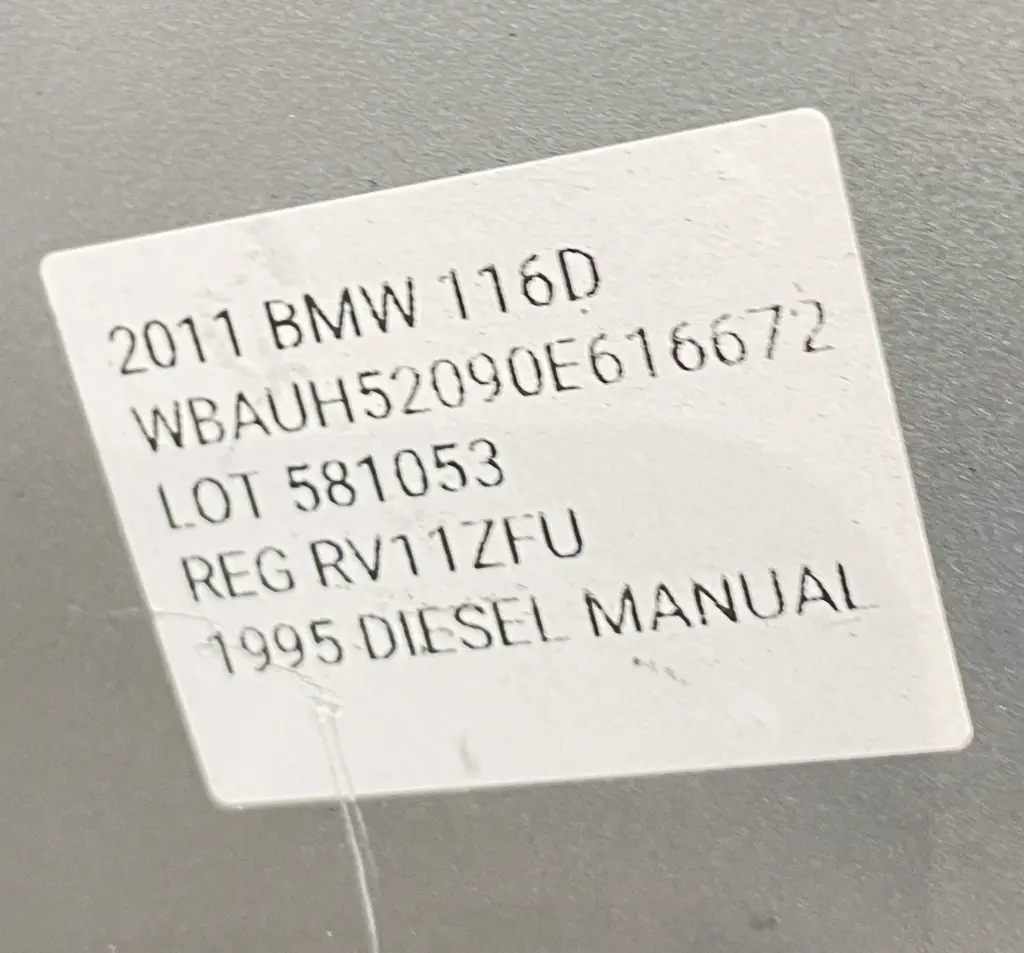 2011 BMW 116D
WBAUH52090E616672
LOT 581053
REG RV11ZFU
1995 DIESEL MANUAL